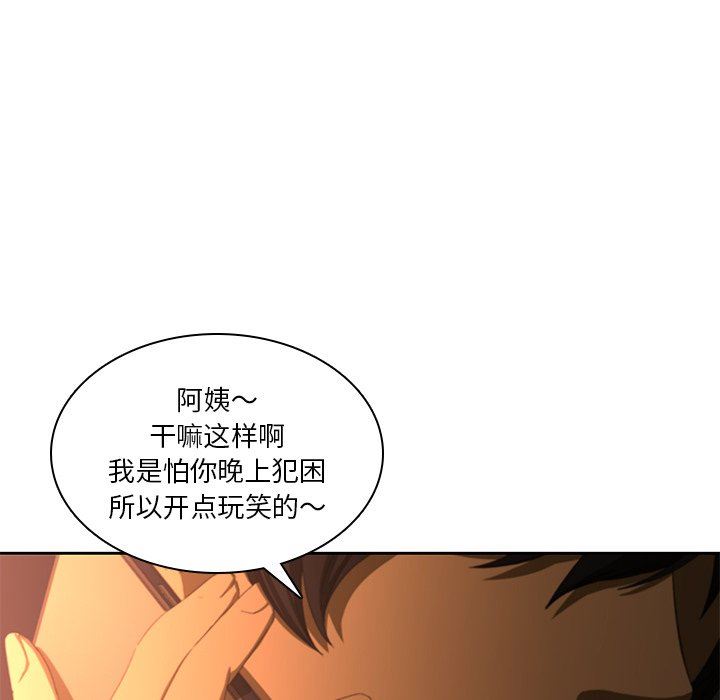 阿姨～
干嘛这样啊
我是怕你晚上犯困
所以开点玩笑的～